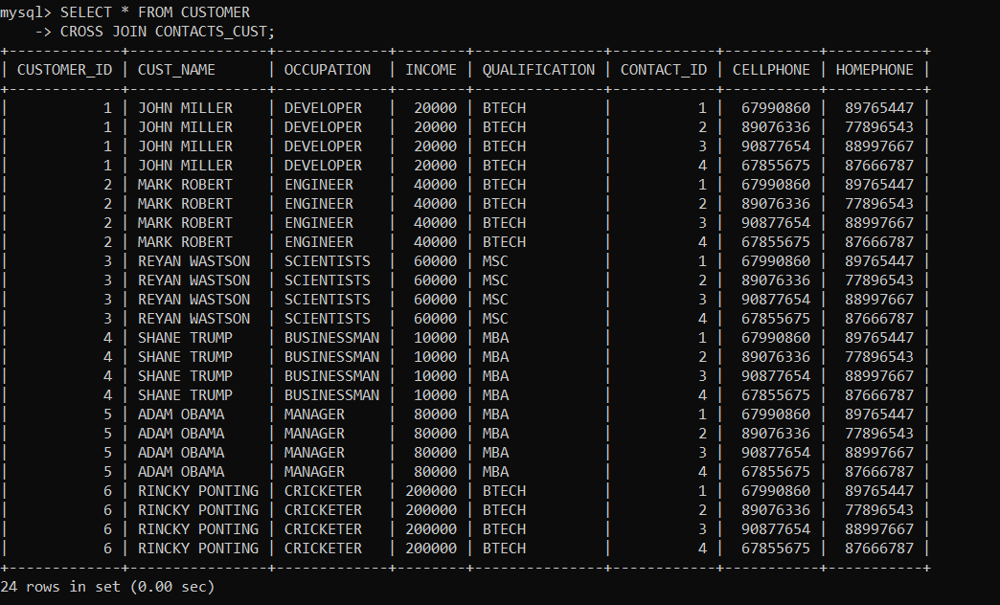 mysql> SELECT * FROM CUSTOMER
    -> CROSS JOIN CONTACTS_CUST;
+-------------+----------------+-------------+--------+---------------+------------+-----------+-----------+
| CUSTOMER_ID | CUST_NAME      | OCCUPATION  | INCOME | QUALIFICATION | CONTACT_ID | CELLPHONE | HOMEPHONE |
+-------------+----------------+-------------+--------+---------------+------------+-----------+-----------+
|           1 | JOHN MILLER    | DEVELOPER   |  20000 | BTECH         |          1 |  67990860 |  89765447 |
|           1 | JOHN MILLER    | DEVELOPER   |  20000 | BTECH         |          2 |  89076336 |  77896543 |
|           1 | JOHN MILLER    | DEVELOPER   |  20000 | BTECH         |          3 |  90877654 |  88997667 |
|           1 | JOHN MILLER    | DEVELOPER   |  20000 | BTECH         |          4 |  67855675 |  87666787 |
|           2 | MARK ROBERT    | ENGINEER    |  40000 | BTECH         |          1 |  67990860 |  89765447 |
|           2 | MARK ROBERT    | ENGINEER    |  40000 | BTECH         |          2 |  89076336 |  77896543 |
|           2 | MARK ROBERT    | ENGINEER    |  40000 | BTECH         |          3 |  90877654 |  88997667 |
|           2 | MARK ROBERT    | ENGINEER    |  40000 | BTECH         |          4 |  67855675 |  87666787 |
|           3 | REYAN WASTSON  | SCIENTISTS  |  60000 | MSC           |          1 |  67990860 |  89765447 |
|           3 | REYAN WASTSON  | SCIENTISTS  |  60000 | MSC           |          2 |  89076336 |  77896543 |
|           3 | REYAN WASTSON  | SCIENTISTS  |  60000 | MSC           |          3 |  90877654 |  88997667 |
|           3 | REYAN WASTSON  | SCIENTISTS  |  60000 | MSC           |          4 |  67855675 |  87666787 |
|           4 | SHANE TRUMP    | BUSINESSMAN |  10000 | MBA           |          1 |  67990860 |  89765447 |
|           4 | SHANE TRUMP    | BUSINESSMAN |  10000 | MBA           |          2 |  89076336 |  77896543 |
|           4 | SHANE TRUMP    | BUSINESSMAN |  10000 | MBA           |          3 |  90877654 |  88997667 |
|           4 | SHANE TRUMP    | BUSINESSMAN |  10000 | MBA           |          4 |  67855675 |  87666787 |
|           5 | ADAM OBAMA     | MANAGER     |  80000 | MBA           |          1 |  67990860 |  89765447 |
|           5 | ADAM OBAMA     | MANAGER     |  80000 | MBA           |          2 |  89076336 |  77896543 |
|           5 | ADAM OBAMA     | MANAGER     |  80000 | MBA           |          3 |  90877654 |  88997667 |
|           5 | ADAM OBAMA     | MANAGER     |  80000 | MBA           |          4 |  67855675 |  87666787 |
|           6 | RINCKY PONTING | CRICKETER   | 200000 | BTECH         |          1 |  67990860 |  89765447 |
|           6 | RINCKY PONTING | CRICKETER   | 200000 | BTECH         |          2 |  89076336 |  77896543 |
|           6 | RINCKY PONTING | CRICKETER   | 200000 | BTECH         |          3 |  90877654 |  88997667 |
|           6 | RINCKY PONTING | CRICKETER   | 200000 | BTECH         |          4 |  67855675 |  87666787 |
+-------------+----------------+-------------+--------+---------------+------------+-----------+-----------+
24 rows in set (0.00 sec)